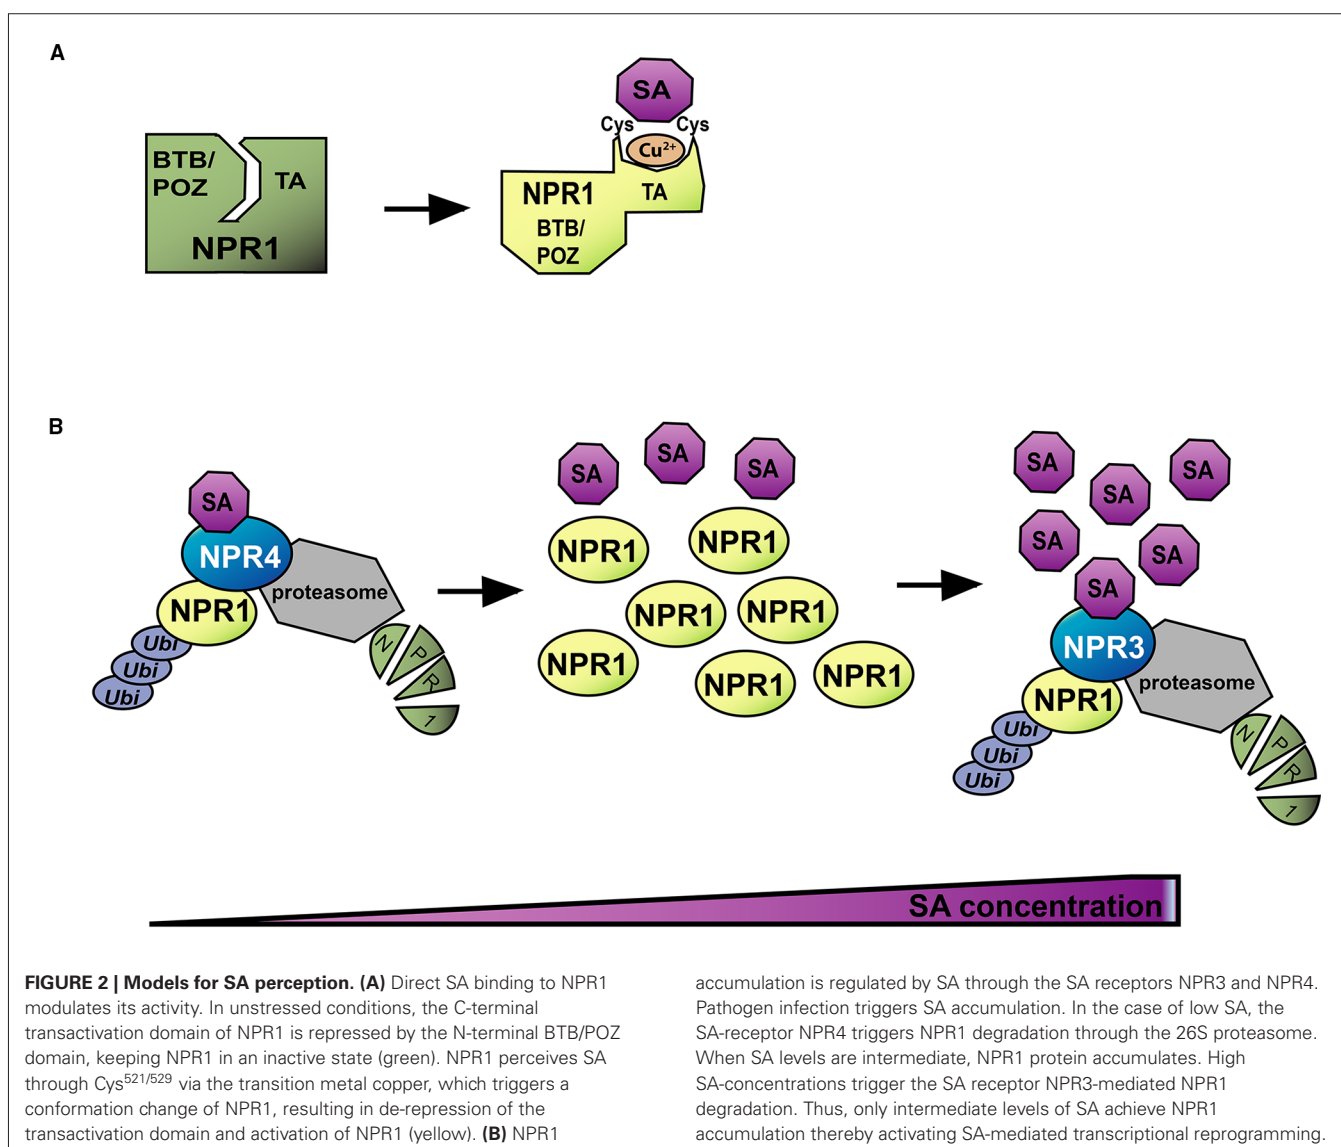 A
SA
Cys
Cys
Cu2+
BTB/
POZ
TA
NPR1
NPR1
TA
BTB/
POZ
B
SA
NPR4
NPR1
proteasome
Ubi
Ubi
Ubi
N
P
R
1
SA
SA
SA
NPR1
NPR1
NPR1
NPR1
NPR1
NPR1
NPR1
SA
SA
SA
SA
SA
SA
NPR3
NPR1
proteasome
Ubi
Ubi
Ubi
N
P
R
1
SA concentration
FIGURE 2 | Models for SA perception. (A) Direct SA binding to NPR1
modulates its activity. In unstressed conditions, the C-terminal
transactivation domain of NPR1 is repressed by the N-terminal BTB/POZ
domain, keeping NPR1 in an inactive state (green). NPR1 perceives SA
through Cys521/529 via the transition metal copper, which triggers a
conformation change of NPR1, resulting in de-repression of the
transactivation domain and activation of NPR1 (yellow). (B) NPR1
accumulation is regulated by SA through the SA receptors NPR3 and NPR4.
Pathogen infection triggers SA accumulation. In the case of low SA, the
SA-receptor NPR4 triggers NPR1 degradation through the 26S proteasome.
When SA levels are intermediate, NPR1 protein accumulates. High
SA-concentrations trigger the SA receptor NPR3-mediated NPR1
degradation. Thus, only intermediate levels of SA achieve NPR1
accumulation thereby activating SA-mediated transcriptional reprogramming.